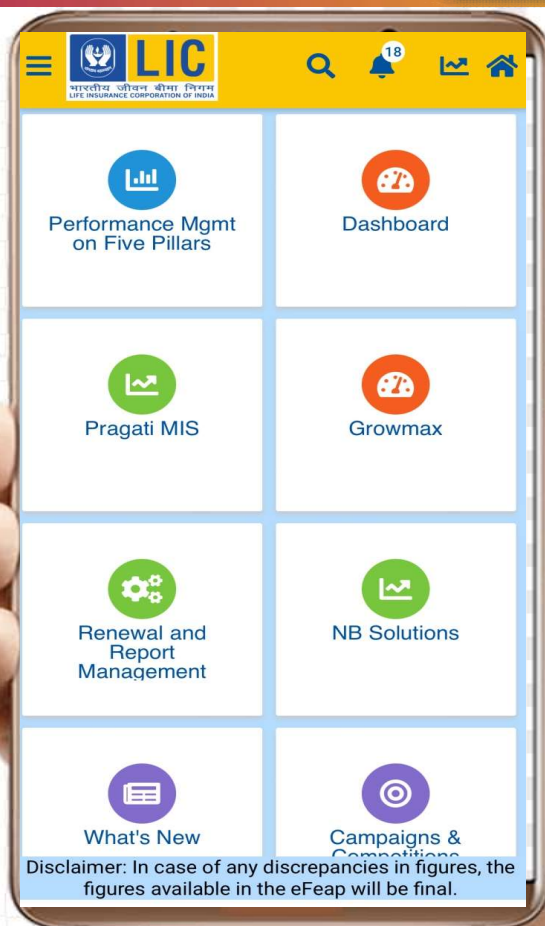 LIC
भारतीय जीवन बीमा निगम
LIFE INSURANCE CORPORATION OF INDIA
18
Performance Mgmt
on Five Pillars
Dashboard
Pragati MIS
Growmax
Renewal and
Report
Management
NB Solutions
What's New
Campaigns &
Competitions
Disclaimer: In case of any discrepancies in figures, the
figures available in the eFeap will be final.